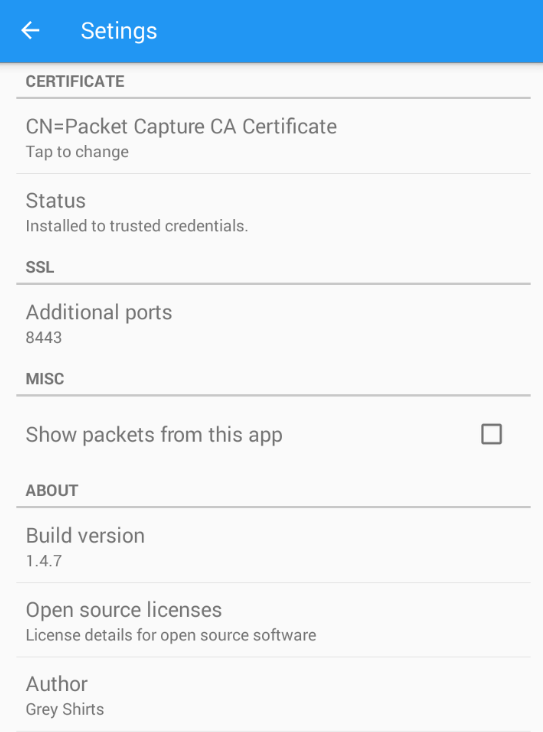 Setings
CERTIFICATE
CN=Packet Capture CA Certificate
Tap to change
Status
Installed to trusted credentials.
SSL
Additional ports
8443
MISC
Show packets from this app
ABOUT
Build version
1.4.7
Open source licenses
License details for open source software
Author
Grey Shirts